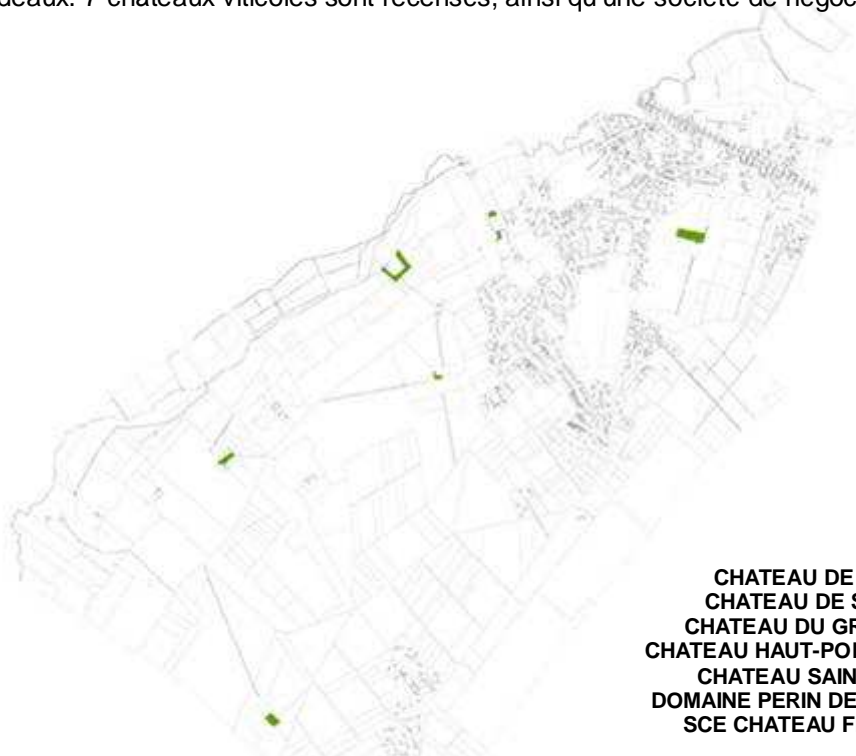 7 châteaux viticoles sont recensés, ainsi qu'une société de
CHATEAU DE
CHATEAU DE
CHATEAU DU
CHATEAU HAUT-
CHATEAU
DOMAINE PERIN DE
SCE CHATEAU